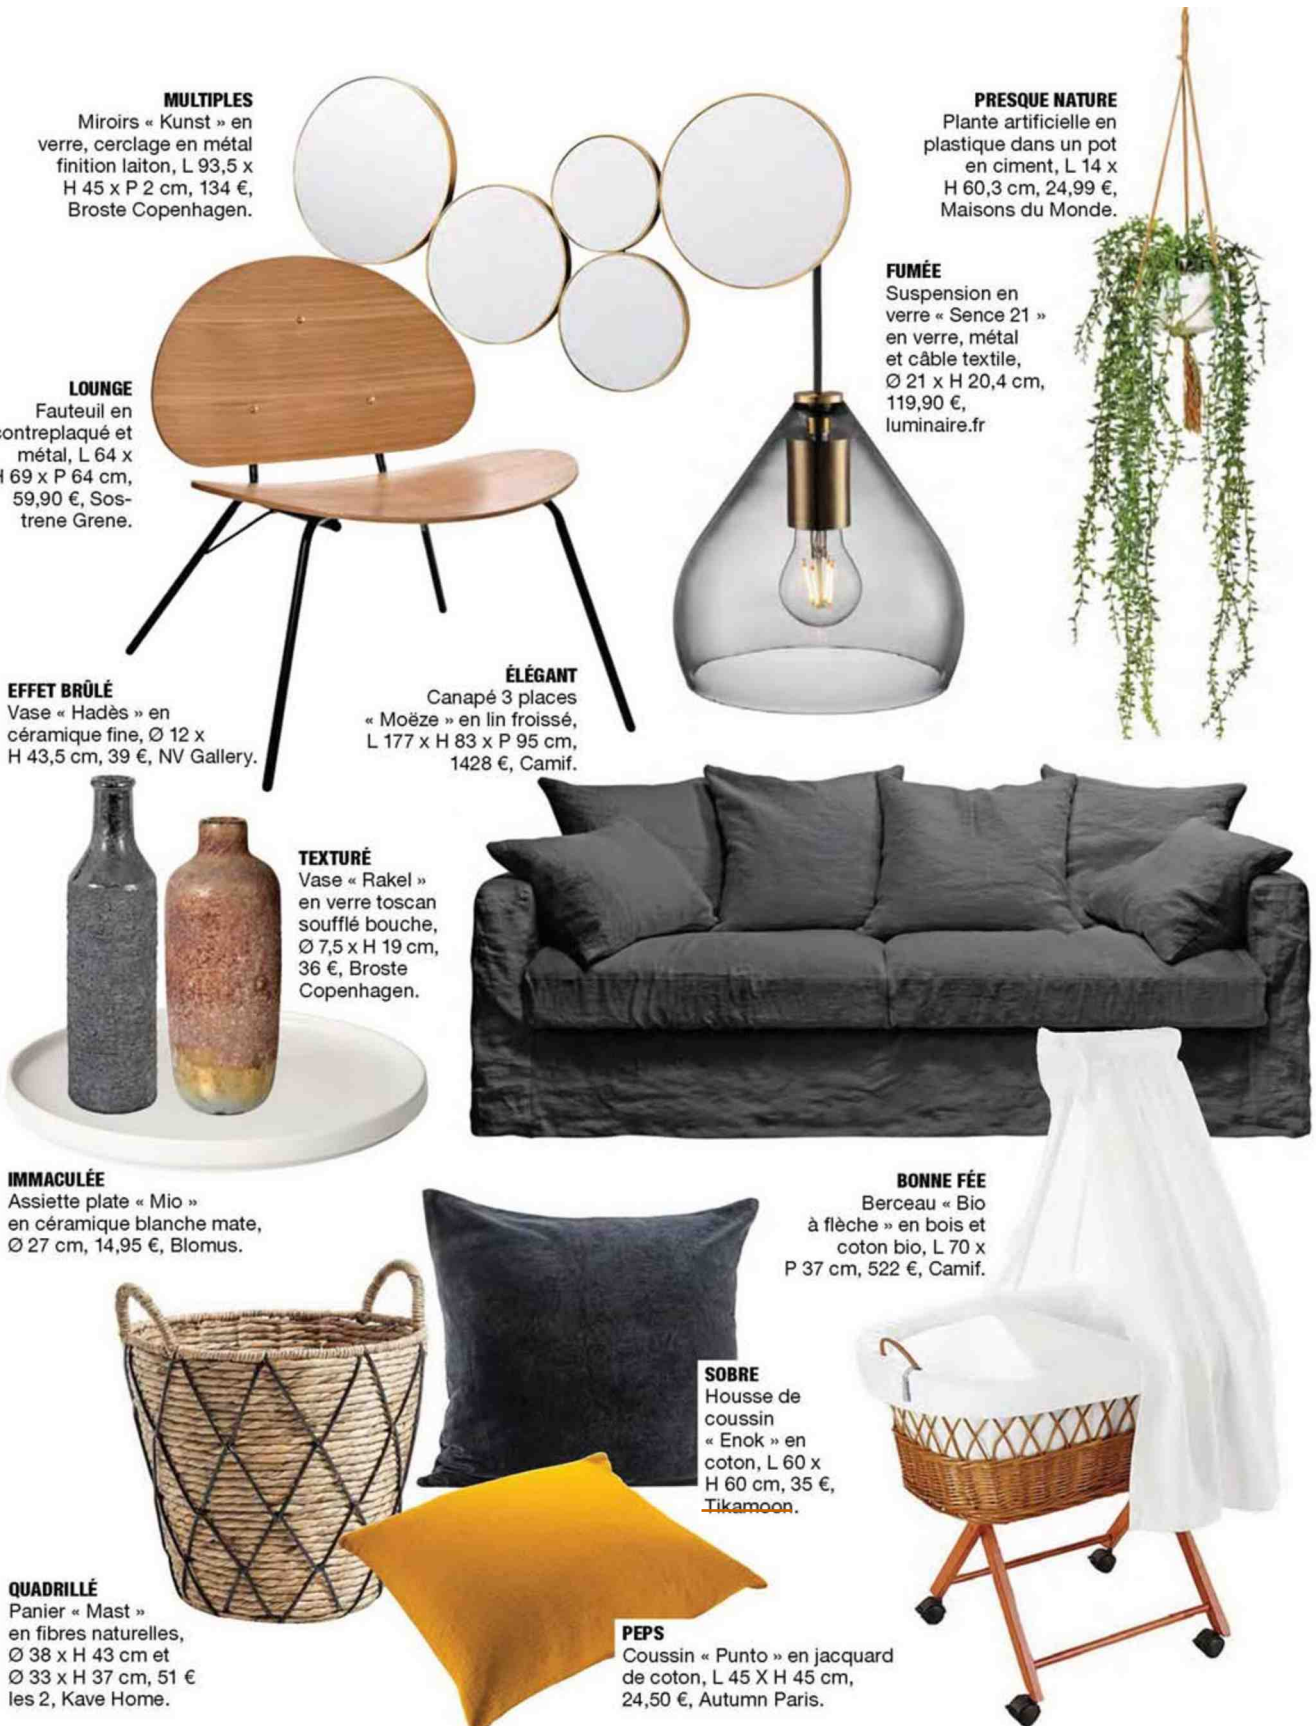 MULTIPLES
Miroirs « Kunst » en
verre, cerclage en métal
finition laiton, L 93,5 x
H 45 x P 2 cm, 134 €,
Broste Copenhagen.
PRESQUE NATURE
Plante artificielle en
plastique dans un pot
en ciment, L 14 x
H 60,3 cm, 24,99 €,
Maisons du Monde.
FUMÉE
Suspension en
verre « Sence 21 »
en verre, métal
et câble textile,
Ø 21 x H 20,4 cm,
119,90 €,
luminaire.fr
LOUNGE
Fauteuil en
contreplaqué et
métal, L 64 x
H 69 x P 64 cm,
59,90 €, Sos-
trene Grene.
EFFET BRÛLÉ
Vase « Hadès » en
céramique fine, Ø 12 x
H 43,5 cm, 39 €, NV Gallery.
ÉLÉGANT
Canapé 3 places
« Moëze » en lin froissé,
L 177 x H 83 x P 95 cm,
1428 €, Camif.
TEXTURÉ
Vase « Rakel »
en verre toscan
soufflé bouche,
Ø 7,5 x H 19 cm,
36 €, Broste
Copenhagen.
IMMACULÉE
Assiette plate « Mio »
en céramique blanche mate,
Ø 27 cm, 14,95 €, Blomus.
BONNE FÉE
Berceau « Bio
à flèche » en bois et
coton bio, L 70 x
P 37 cm, 522 €, Camif.
SOBRE
Housse de
coussin
« Enok » en
coton, L 60 x
H 60 cm, 35 €,
Tikamoon.
QUADRILLÉ
Panier « Mast »
en fibres naturelles,
Ø 38 x H 43 cm et
Ø 33 x H 37 cm, 51 €
les 2, Kave Home.
PEPS
Coussin « Punto » en jacquard
de coton, L 45 X H 45 cm,
24,50 €, Autumn Paris.